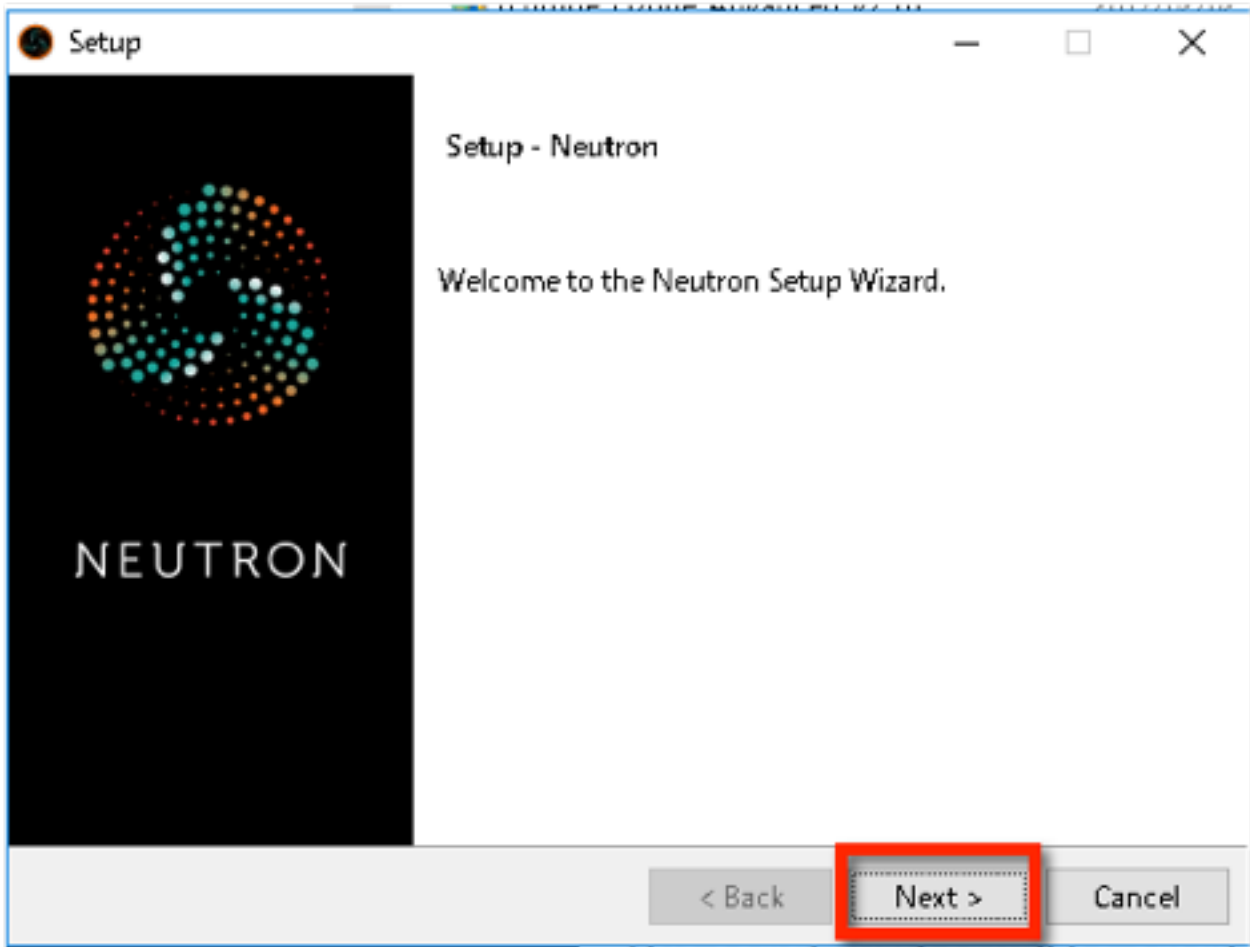 Setup
Setup - Neutron
Welcome to the Neutron Setup Wizard.
NEUTRON
< Back
Next >
Cancel